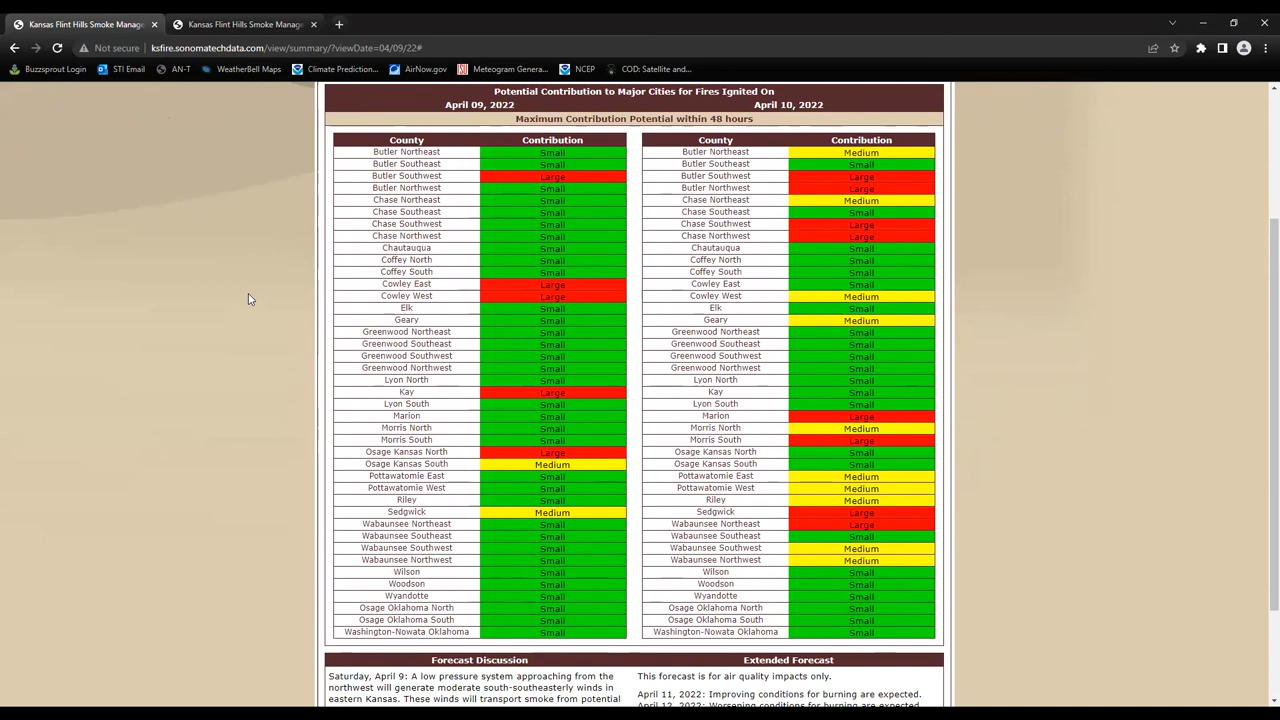 Kansas Flint Hills Smoke Manage
Kansas Flint Hills Smoke Manage
Not secure
ksfire.sonomatechdata.com/view/summary/?viewDate=04/09/22#
Buzzsprout Login
STI Email
AN-T
WeatherBell Maps
Climate Prediction...
AirNow.gov
Meteogram Genera...
NCEP
COD: Satellite and...
Potential Contribution to Major Cities for Fires Ignited On
April 09, 2022 April 10, 2022
Maximum Contribution Potential within 48 hours
County Contribution County Contribution
Butler Northeast Small Butler Northeast Medium
Butler Southeast Small Butler Southeast Small
Butler Southwest Large Butler Southwest Large
Butler Northwest Small Butler Northwest Large
Chase Northeast Small Chase Northeast Medium
Chase Southeast Small Chase Southeast Small
Chase Southwest Small Chase Southwest Large
Chase Northwest Small Chase Northwest Large
Chautauqua Small Chautauqua Small
Coffey North Small Coffey North Small
Coffey South Small Coffey South Small
Cowley East Large Cowley East Small
Cowley West Large Cowley West Medium
Elk Small Elk Small
Geary Small Geary Medium
Greenwood Northeast Small Greenwood Northeast Small
Greenwood Southeast Small Greenwood Southeast Small
Greenwood Southwest Small Greenwood Southwest Small
Greenwood Northwest Small Greenwood Northwest Small
Lyon North Small Lyon North Small
Kay Large Kay Small
Lyon South Small Lyon South Small
Marion Small Marion Large
Morris North Small Morris North Medium
Morris South Small Morris South Large
Osage Kansas North Large Osage Kansas North Small
Osage Kansas South Medium Osage Kansas South Small
Pottawatomie East Small Pottawatomie East Medium
Pottawatomie West Small Pottawatomie West Medium
Riley Small Riley Medium
Sedgwick Medium Sedgwick Large
Wabaunsee Northeast Small Wabaunsee Northeast Large
Wabaunsee Southeast Small Wabaunsee Southeast Small
Wabaunsee Southwest Small Wabaunsee Southwest Medium
Wabaunsee Northwest Small Wabaunsee Northwest Medium
Wilson Small Wilson Small
Woodson Small Woodson Small
Wyandotte Small Wyandotte Small
Osage Oklahoma North Small Osage Oklahoma North Small
Osage Oklahoma South Small Osage Oklahoma South Small
Washington-Nowata Oklahoma Small Washington-Nowata Oklahoma Small
Forecast Discussion
Saturday, April 9: A low pressure system approaching from the
northwest will generate moderate south-southeasterly winds in
eastern Kansas. These winds will transport smoke from potential
Extended Forecast
This forecast is for air quality impacts only.
April 11, 2022: Improving conditions for burning are expected.
April 12, 2022: Worsening conditions for burning are expected.